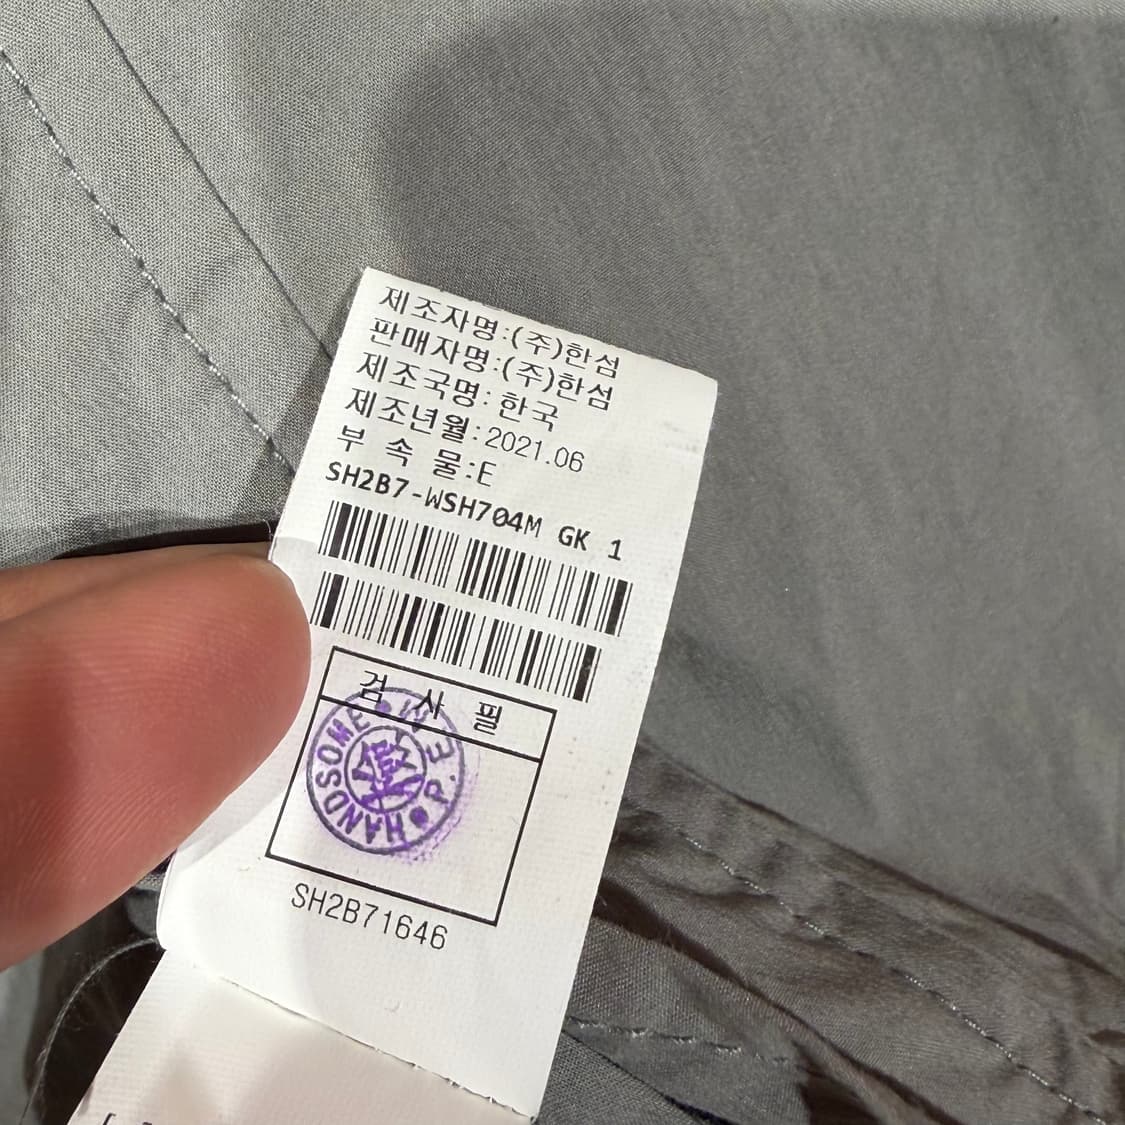 제조자명:(주)한섬
판매자명:(주)한섬
제조국명:한국
제조년월:2021.06
부 속 물:E
SH2B7-WSH704M GK 1
검 사 필
HANDSOME P.E
SH2B71646